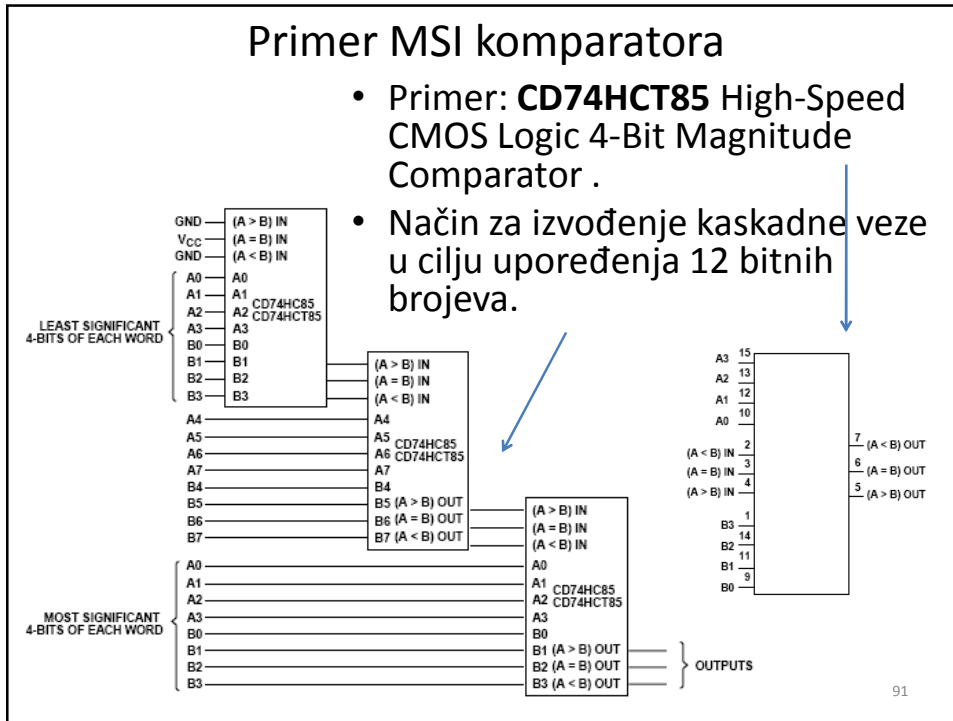 Primer MSI komparatora
• Primer: CD74HCT85 High-Speed
CMOS Logic 4-Bit Magnitude
Comparator .
• Način za izvođenje kaskadne veze
u cilju upoređenja 12 bitnih
brojeva.
GND (A > B) IN
VCC (A = B) IN
GND (A < B) IN
A0 A0
A1 A1
CD74HC85
A2 A2 CD74HCT85
A3 A3
B0 B0
B1 B1
B2 B2
B3 B3
LEAST SIGNIFICANT
4-BITS OF EACH WORD
(A > B) IN
(A = B) IN
(A < B) IN
A4 A4
A5 A5
CD74HC85
A6 A6 CD74HCT85
A7 A7
B4 B4
B5 B5 (A > B) OUT
B6 B6 (A = B) OUT
B7 B7 (A < B) OUT
(A > B) IN
(A = B) IN
(A < B) IN
A0 A0
A1 A1
CD74HC85
A2 A2 CD74HCT85
A3 A3
B0 B0
B1 B1 (A > B) OUT
B2 B2 (A = B) OUT
B3 B3 (A < B) OUT
MOST SIGNIFICANT
4-BITS OF EACH WORD
OUTPUTS
A3 15
A2 13
A1 12
A0 10
(A < B) IN 2
(A = B) IN 3
(A > B) IN 4
B3 1
B2 14
B1 11
B0 9
7 (A < B) OUT
6 (A = B) OUT
5 (A > B) OUT
91